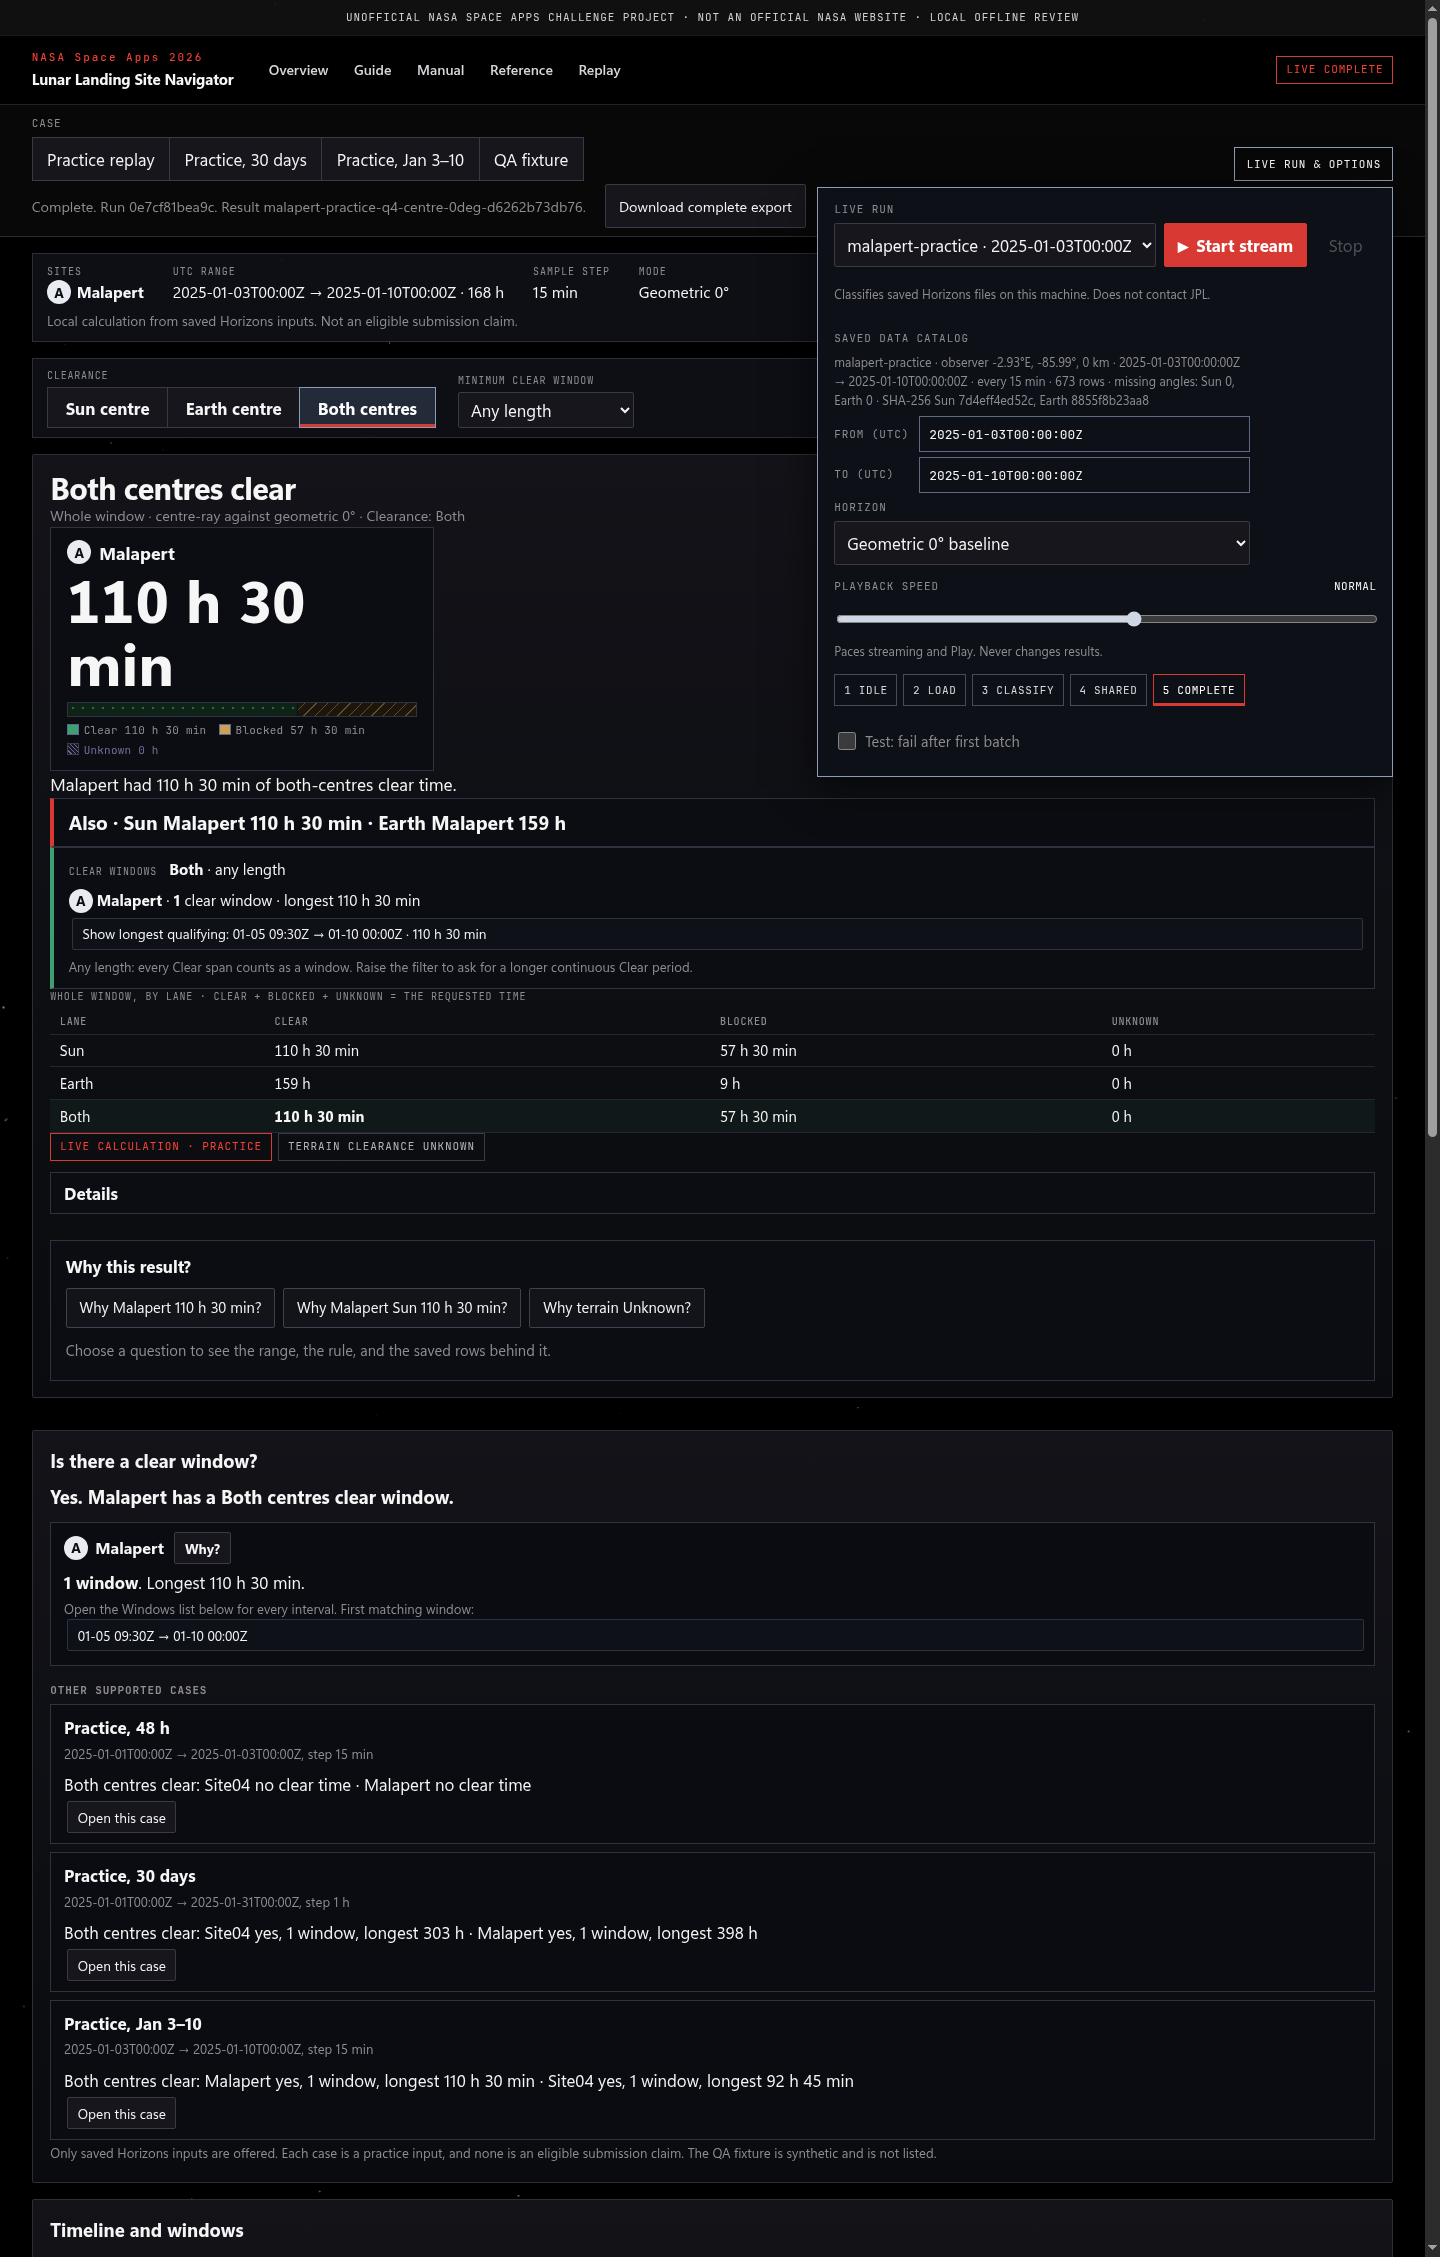 UNOFFICIAL NASA SPACE APPS CHALLENGE PROJECT · NOT AN OFFICIAL NASA WEBSITE · LOCAL OFFLINE REVIEW
NASA Space Apps 2026
Lunar Landing Site Navigator
Overview Guide Manual Reference Replay
LIVE COMPLETE
CASE
Practice replay Practice, 30 days Practice, Jan 3–10 QA fixture
LIVE RUN & OPTIONS
Complete. Run 0e7cf81bea9c. Result malapert-practice-q4-centre-0deg-d6262b73db76.
Download complete export
LIVE RUN
malapert-practice · 2025-01-03T00:00Z ▶ Start stream Stop
Classifies saved Horizons files on this machine. Does not contact JPL.
SAVED DATA CATALOG
malapert-practice · observer -2.93°E, -85.99°, 0 km · 2025-01-03T00:00:00Z
→ 2025-01-10T00:00:00Z · every 15 min · 673 rows · missing angles: Sun 0,
Earth 0 · SHA-256 Sun 7d4eff4ed52c, Earth 8855f8b23aa8
FROM (UTC) 2025-01-03T00:00:00Z
TO (UTC) 2025-01-10T00:00:00Z
HORIZON
Geometric 0° baseline
PLAYBACK SPEED NORMAL
Paces streaming and Play. Never changes results.
1 IDLE 2 LOAD 3 CLASSIFY 4 SHARED 5 COMPLETE
Test: fail after first batch
SITES UTC RANGE SAMPLE STEP MODE
A Malapert 2025-01-03T00:00Z → 2025-01-10T00:00Z · 168 h 15 min Geometric 0°
Local calculation from saved Horizons inputs. Not an eligible submission claim.
CLEARANCE MINIMUM CLEAR WINDOW
Sun centre Earth centre Both centres Any length
Both centres clear
Whole window · centre-ray against geometric 0° · Clearance: Both
A Malapert
110 h 30
min
Clear 110 h 30 min Blocked 57 h 30 min
Unknown 0 h
Malapert had 110 h 30 min of both-centres clear time.
Also · Sun Malapert 110 h 30 min · Earth Malapert 159 h
CLEAR WINDOWS Both · any length
A Malapert · 1 clear window · longest 110 h 30 min
Show longest qualifying: 01-05 09:30Z → 01-10 00:00Z · 110 h 30 min
Any length: every Clear span counts as a window. Raise the filter to ask for a longer continuous Clear period.
WHOLE WINDOW, BY LANE · CLEAR + BLOCKED + UNKNOWN = THE REQUESTED TIME
LANE CLEAR BLOCKED UNKNOWN
Sun 110 h 30 min 57 h 30 min 0 h
Earth 159 h 9 h 0 h
Both 110 h 30 min 57 h 30 min 0 h
LIVE CALCULATION · PRACTICE TERRAIN CLEARANCE UNKNOWN
Details
Why this result?
Why Malapert 110 h 30 min? Why Malapert Sun 110 h 30 min? Why terrain Unknown?
Choose a question to see the range, the rule, and the saved rows behind it.
Is there a clear window?
Yes. Malapert has a Both centres clear window.
A Malapert Why?
1 window. Longest 110 h 30 min.
Open the Windows list below for every interval. First matching window:
01-05 09:30Z → 01-10 00:00Z
OTHER SUPPORTED CASES
Practice, 48 h
2025-01-01T00:00Z → 2025-01-03T00:00Z, step 15 min
Both centres clear: Site04 no clear time · Malapert no clear time
Open this case
Practice, 30 days
2025-01-01T00:00Z → 2025-01-31T00:00Z, step 1 h
Both centres clear: Site04 yes, 1 window, longest 303 h · Malapert yes, 1 window, longest 398 h
Open this case
Practice, Jan 3–10
2025-01-03T00:00Z → 2025-01-10T00:00Z, step 15 min
Both centres clear: Malapert yes, 1 window, longest 110 h 30 min · Site04 yes, 1 window, longest 92 h 45 min
Open this case
Only saved Horizons inputs are offered. Each case is a practice input, and none is an eligible submission claim. The QA fixture is synthetic and is not listed.
Timeline and windows